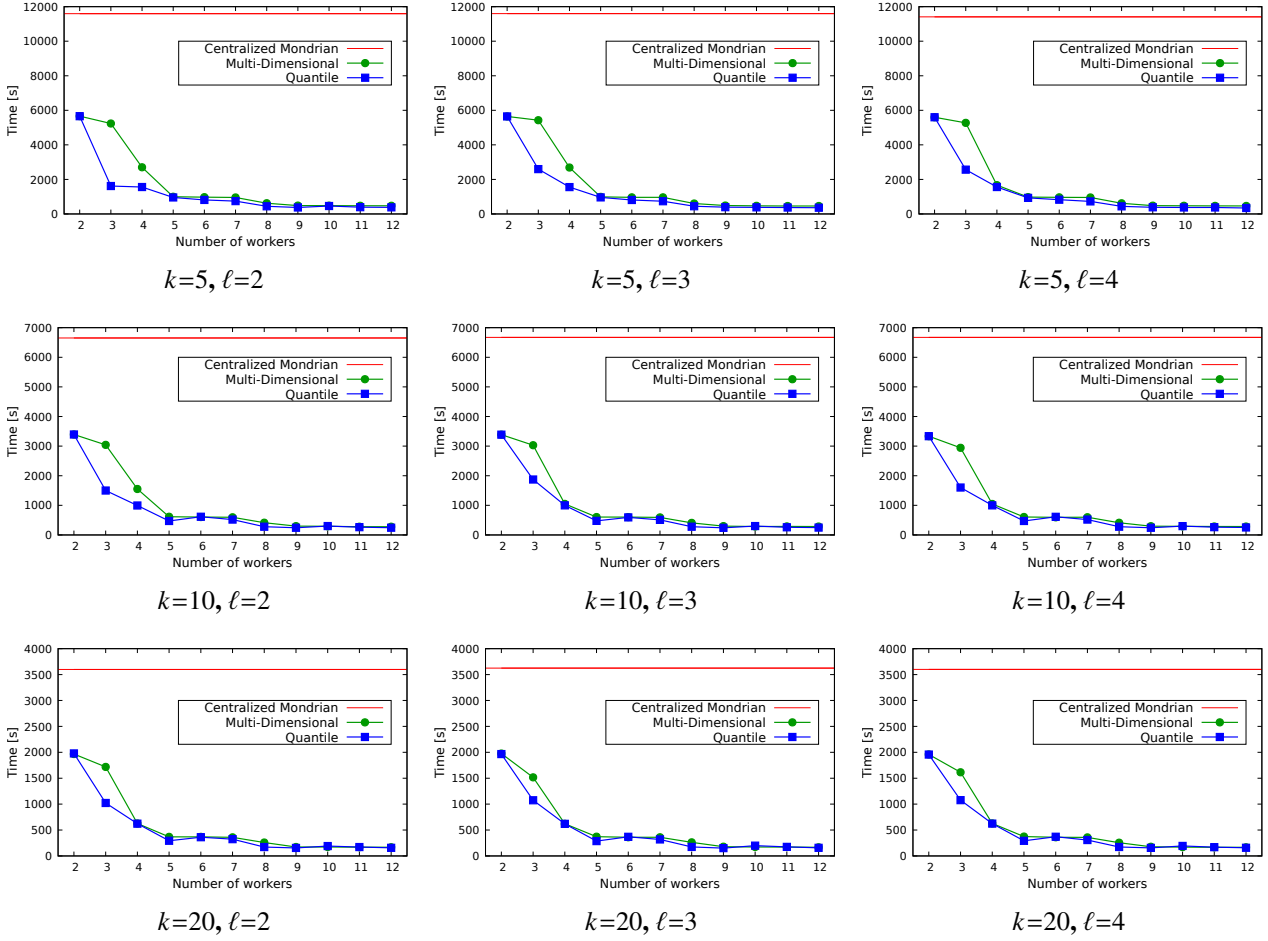 12000
10000
8000
6000
4000
2000
0
Time [s]
Centralized Mondrian
Multi-Dimensional
Quantile
2 3 4 5 6 7 8 9 10 11 12
Number of workers
k=5, ℓ=2
12000
10000
8000
6000
4000
2000
0
Time [s]
Centralized Mondrian
Multi-Dimensional
Quantile
2 3 4 5 6 7 8 9 10 11 12
Number of workers
k=5, ℓ=3
12000
10000
8000
6000
4000
2000
0
Time [s]
Centralized Mondrian
Multi-Dimensional
Quantile
2 3 4 5 6 7 8 9 10 11 12
Number of workers
k=5, ℓ=4
7000
6000
5000
4000
3000
2000
1000
0
Time [s]
Centralized Mondrian
Multi-Dimensional
Quantile
2 3 4 5 6 7 8 9 10 11 12
Number of workers
k=10, ℓ=2
7000
6000
5000
4000
3000
2000
1000
0
Time [s]
Centralized Mondrian
Multi-Dimensional
Quantile
2 3 4 5 6 7 8 9 10 11 12
Number of workers
k=10, ℓ=3
7000
6000
5000
4000
3000
2000
1000
0
Time [s]
Centralized Mondrian
Multi-Dimensional
Quantile
2 3 4 5 6 7 8 9 10 11 12
Number of workers
k=10, ℓ=4
4000
3500
3000
2500
2000
1500
1000
500
0
Time [s]
Centralized Mondrian
Multi-Dimensional
Quantile
2 3 4 5 6 7 8 9 10 11 12
Number of workers
k=20, ℓ=2
4000
3500
3000
2500
2000
1500
1000
500
0
Time [s]
Centralized Mondrian
Multi-Dimensional
Quantile
2 3 4 5 6 7 8 9 10 11 12
Number of workers
k=20, ℓ=3
4000
3500
3000
2500
2000
1500
1000
500
0
Time [s]
Centralized Mondrian
Multi-Dimensional
Quantile
2 3 4 5 6 7 8 9 10 11 12
Number of workers
k=20, ℓ=4